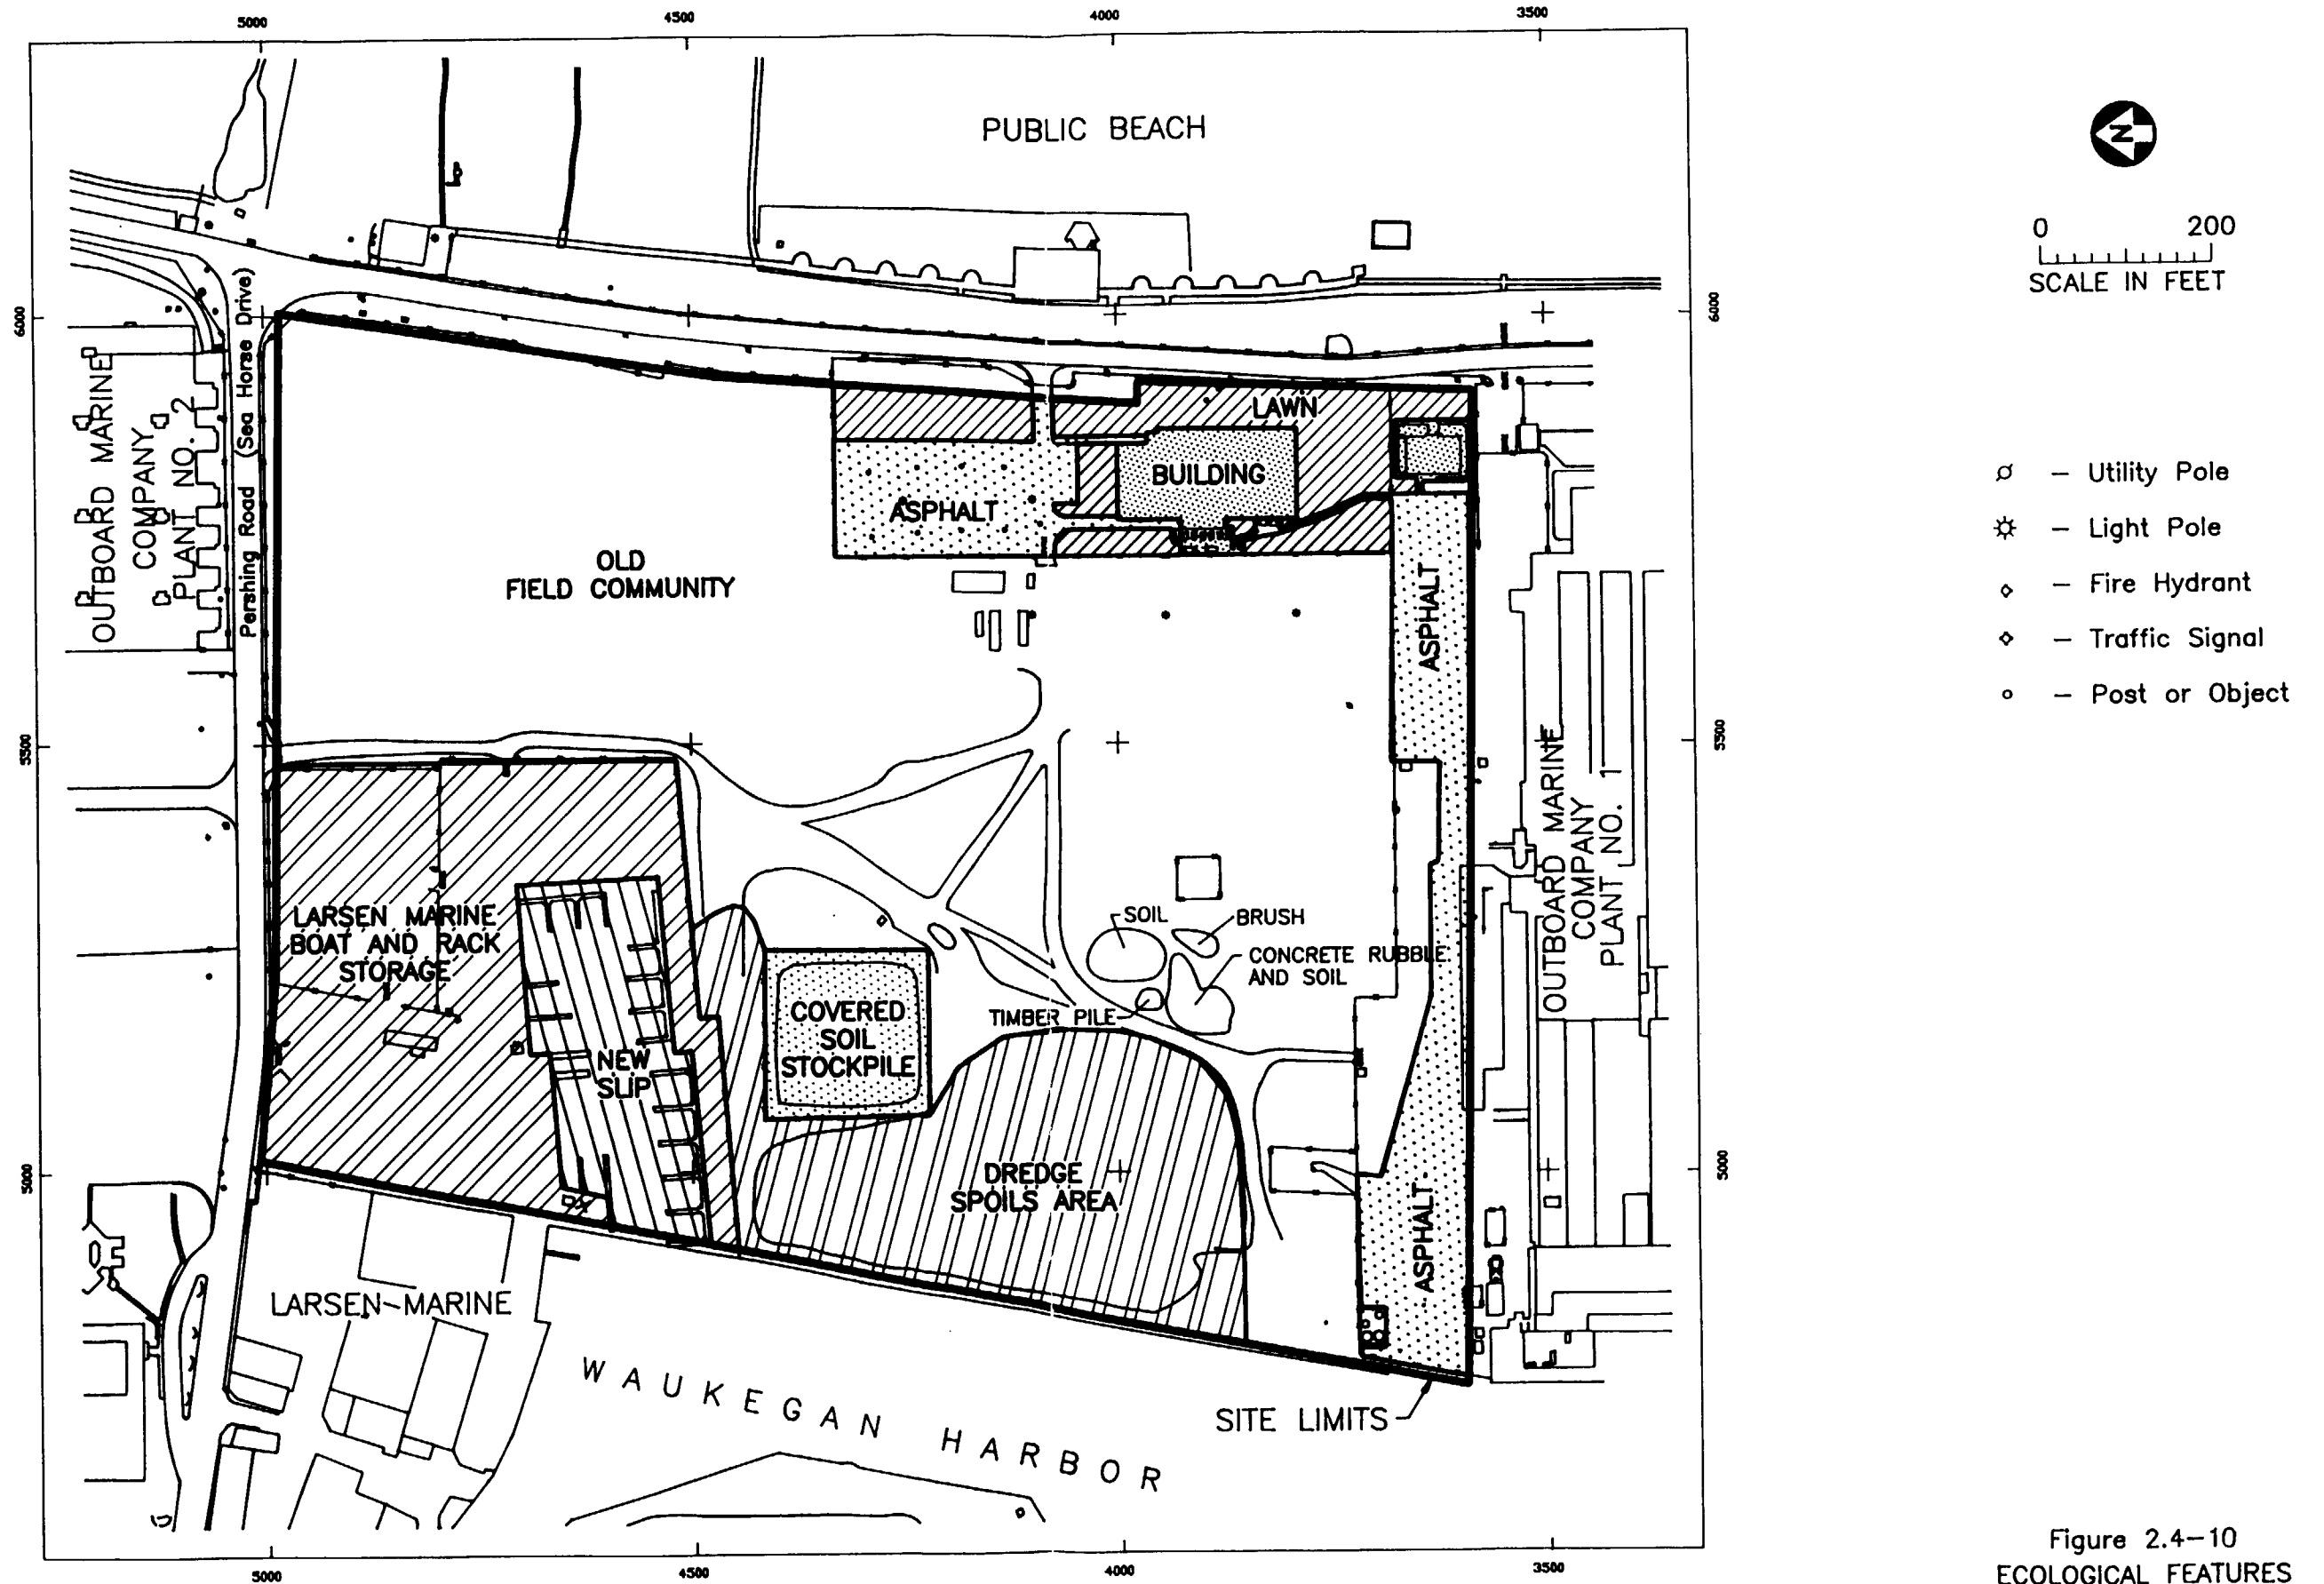 5000
4500
4000
3500
PUBLIC BEACH
N
0 200
SCALE IN FEET
6000
6000
OUTBOARD MARINE
COMPANY
PLANT NO. 2
Pershing Road (Sea Horse Drive)
LAWN
BUILDING
ASPHALT
ASPHALT
OLD
FIELD COMMUNITY
Utility Pole
Light Pole
Fire Hydrant
Traffic Signal
Post or Object
5500
5500
OUTBOARD MARINE
COMPANY
PLANT NO. 1
LARSEN MARINE
BOAT AND RACK
STORAGE
SOIL
BRUSH
CONCRETE RUBBLE
AND SOIL
TIMBER PILE
COVERED
SOIL
STOCKPILE
NEW
SLIP
DREDGE
SPOILS AREA
5000
5000
ASPHALT
LARSEN-MARINE
WAUKEGAN HARBOR
SITE LIMITS
5000
4500
4000
3500
Figure 2.4-10
ECOLOGICAL FEATURES